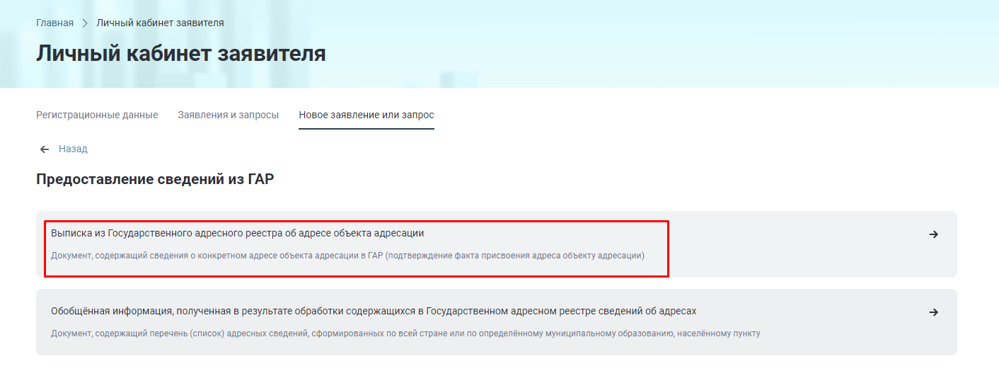 Главная > Личный кабинет заявителя
Личный кабинет заявителя
Регистрационные данные Заявления и запросы Новое заявление или запрос
← Назад
Предоставление сведений из ГАР
Выписка из Государственного адресного реестра об адресе объекта адресации
Документ, содержащий сведения о конкретном адресе объекта адресации в ГАР (подтверждение факта присвоения адреса объекту адресации)
Обобщённая информация, полученная в результате обработки содержащихся в Государственном адресном реестре сведений об адресах
Документ, содержащий перечень (список) адресных сведений, сформированных по всей стране или по определённому муниципальному образованию, населённому пункту